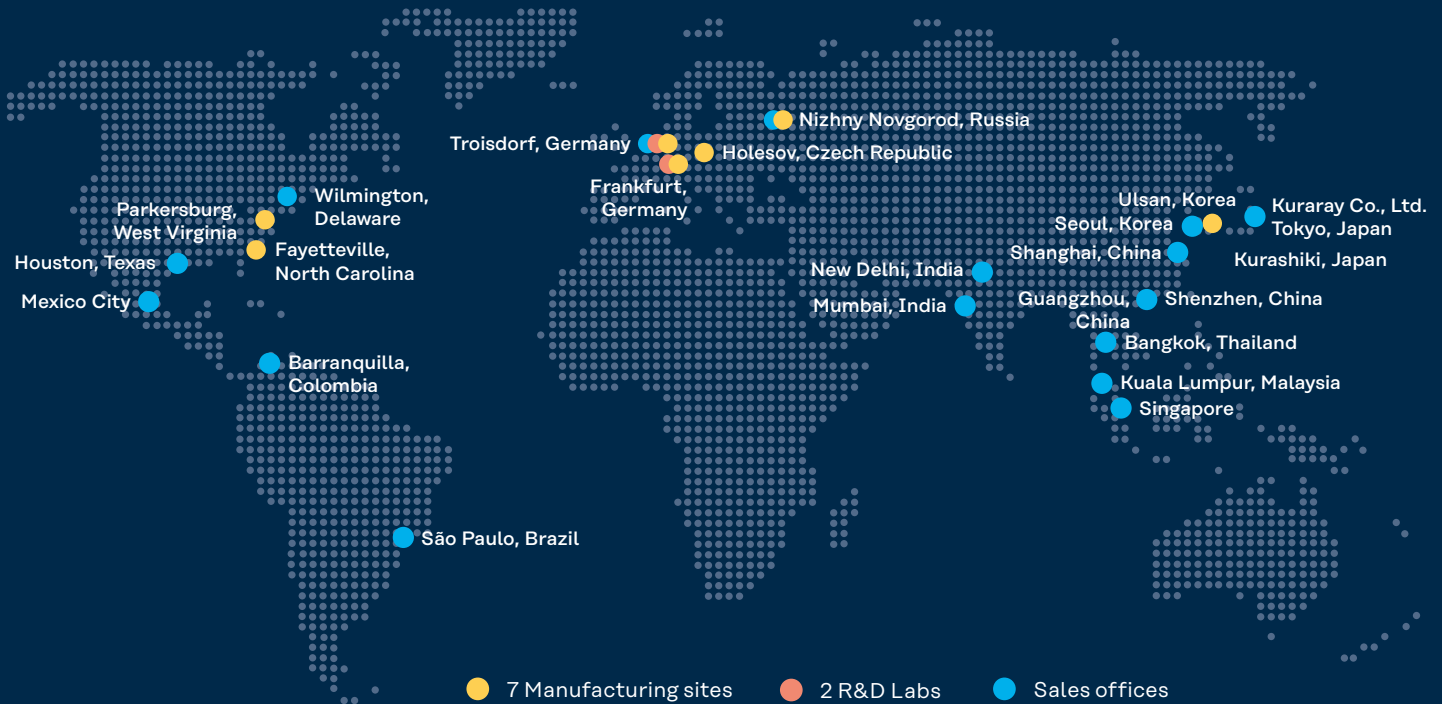 Troisdorf, Germany
Nizhny Novgorod, Russia
Holesov, Czech Republic
Frankfurt,
Germany
Wilmington,
Delaware
Parkersburg,
West Virginia
Fayetteville,
North Carolina
Houston, Texas
Mexico City
Barranquilla,
Colombia
São Paulo, Brazil
Ulsan, Korea
Seoul, Korea
Kuraray Co., Ltd.
Tokyo, Japan
Kurashiki, Japan
Shanghai, China
New Delhi, India
Mumbai, India
Guangzhou,
China
Shenzhen, China
Bangkok, Thailand
Kuala Lumpur, Malaysia
Singapore
7 Manufacturing sites
2 R&D Labs
Sales offices